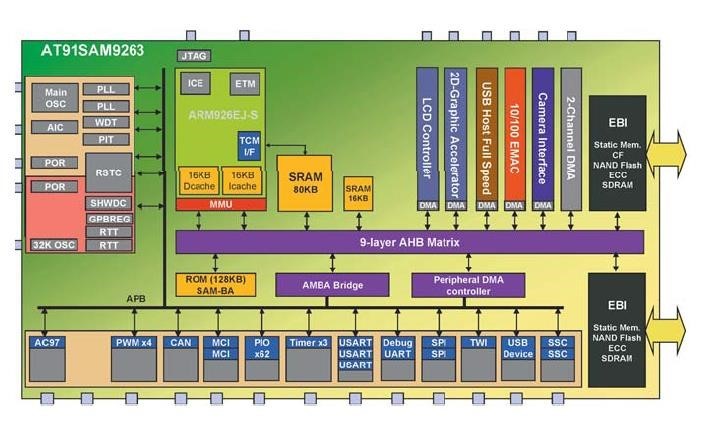 AT91SAM9263
JTAG
Main
OSC
PLL
PLL
AIC
WDT
PIT
POR
RSTC
POR
SHWDC
GPBREG
RTT
32K OSC
RTT
ICE
ETM
ARM926EJ-S
TCM
I/F
16KB
Dcache
16KB
Icache
MMU
SRAM
80KB
SRAM
16KB
LCD Controller
DMA
2D-Graphic Accelerator
DMA
USB Host Full Speed
DMA
10/100 EMAC
DMA
Camera Interface
DMA
2-Channel DMA
EBI
Static Mem.
CF
NAND Flash
ECC
SDRAM
9-layer AHB Matrix
ROM (128KB)
SAM-BA
AMBA Bridge
Peripheral DMA
controller
EBI
Static Mem.
NAND Flash
ECC
SDRAM
APB
AC97
PWM x4
CAN
MCI
MCI
PIO
x62
Timer x3
USART
USART
USART
Debug
UART
SPI
SPI
TWI
USB
Device
SSC
SSC